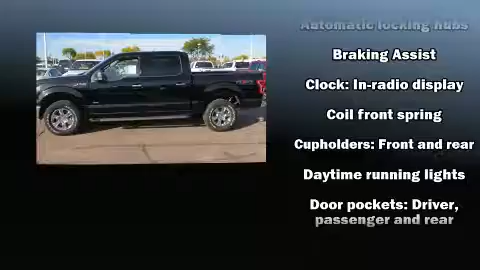 Automatic locking hubs
Braking Assist
Clock: In-radio display
Coil front spring
Cupholders: Front and rear
Daytime running lights
Door pockets: Driver,
passenger and rear